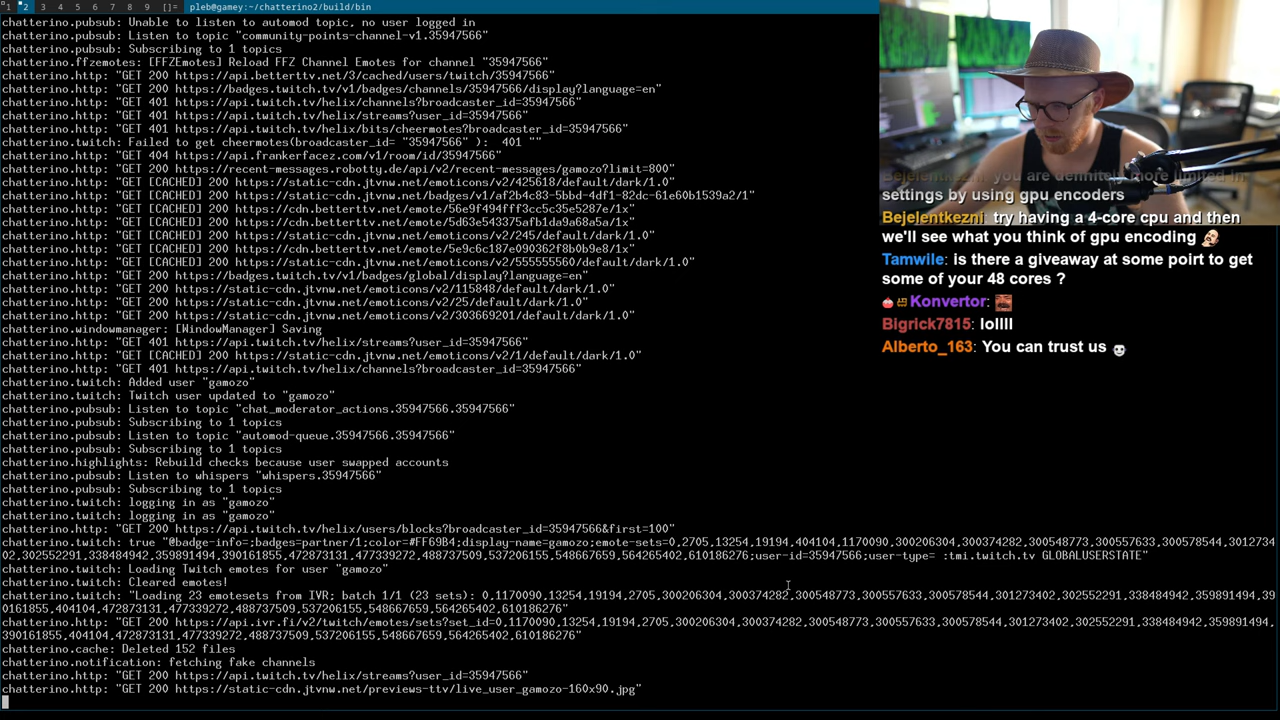 1 2 3 4 5 6 7 8 9 []= pleb@gamey:~/chatterino2/build/bin
chatterino.pubsub: Unable to listen to automod topic, no user logged in
chatterino.pubsub: Listen to topic "community-points-channel-v1.35947566"
chatterino.pubsub: Subscribing to 1 topics
chatterino.ffzemotes: [FFZEmotes] Reload FFZ Channel Emotes for channel "35947566"
chatterino.http: "GET 200 https://api.betterttv.net/3/cached/users/twitch/35947566"
chatterino.http: "GET 200 https://badges.twitch.tv/v1/badges/channels/35947566/display?language=en"
chatterino.http: "GET 401 https://api.twitch.tv/helix/channels?broadcaster_id=35947566"
chatterino.http: "GET 401 https://api.twitch.tv/helix/streams?user_id=35947566"
chatterino.http: "GET 401 https://api.twitch.tv/helix/bits/cheermotes?broadcaster_id=35947566"
chatterino.twitch: Failed to get cheermotes(broadcaster_id= "35947566" ):  401 ""
chatterino.http: "GET 404 https://api.frankerfacez.com/v1/room/id/35947566"
chatterino.http: "GET 200 https://recent-messages.robotty.de/api/v2/recent-messages/gamozo?limit=800"
chatterino.http: "GET [CACHED] 200 https://static-cdn.jtvnw.net/emoticons/v2/425618/default/dark/1.0"
chatterino.http: "GET [CACHED] 200 https://static-cdn.jtvnw.net/badges/v1/af2b4c83-5bbd-4df1-82dc-61e60b1539a2/1"
chatterino.http: "GET [CACHED] 200 https://cdn.betterttv.net/emote/56e9f494fff3cc5c35e5287e/1x"
chatterino.http: "GET [CACHED] 200 https://cdn.betterttv.net/emote/5d63e543375afb1da9a68a5a/1x"
chatterino.http: "GET [CACHED] 200 https://static-cdn.jtvnw.net/emoticons/v2/245/default/dark/1.0"
chatterino.http: "GET [CACHED] 200 https://cdn.betterttv.net/emote/5e9c6c187e090362f8b0b9e8/1x"
chatterino.http: "GET [CACHED] 200 https://static-cdn.jtvnw.net/emoticons/v2/555555560/default/dark/1.0"
chatterino.http: "GET 200 https://badges.twitch.tv/v1/badges/global/display?language=en"
chatterino.http: "GET 200 https://static-cdn.jtvnw.net/emoticons/v2/115848/default/dark/1.0"
chatterino.http: "GET 200 https://static-cdn.jtvnw.net/emoticons/v2/25/default/dark/1.0"
chatterino.http: "GET 200 https://static-cdn.jtvnw.net/emoticons/v2/303669201/default/dark/1.0"
chatterino.windowmanager: [WindowManager] Saving
chatterino.http: "GET 401 https://api.twitch.tv/helix/streams?user_id=35947566"
chatterino.http: "GET [CACHED] 200 https://static-cdn.jtvnw.net/emoticons/v2/1/default/dark/1.0"
chatterino.http: "GET 401 https://api.twitch.tv/helix/channels?broadcaster_id=35947566"
chatterino.twitch: Added user "gamozo"
chatterino.twitch: Twitch user updated to "gamozo"
chatterino.pubsub: Listen to topic "chat_moderator_actions.35947566.35947566"
chatterino.pubsub: Subscribing to 1 topics
chatterino.pubsub: Listen to topic "automod-queue.35947566.35947566"
chatterino.pubsub: Subscribing to 1 topics
chatterino.highlights: Rebuild checks because user swapped accounts
chatterino.pubsub: Listen to whispers "whispers.35947566"
chatterino.pubsub: Subscribing to 1 topics
chatterino.twitch: logging in as "gamozo"
chatterino.twitch: logging in as "gamozo"
chatterino.http: "GET 200 https://api.twitch.tv/helix/users/blocks?broadcaster_id=35947566&first=100"
chatterino.twitch: true "@badge-info=;badges=partner/1;color=#FF69B4;display-name=gamozo;emote-sets=0,2705,13254,19194,404104,1170090,300206304,300374282,300548773,300557633,300578544,3012734
02,302552291,338484942,359891494,390161855,472873131,477339272,488737509,537206155,548667659,564265402,610186276;user-id=35947566;user-type= :tmi.twitch.tv GLOBALUSERSTATE"
chatterino.twitch: Loading Twitch emotes for user "gamozo"
chatterino.twitch: Cleared emotes!
chatterino.twitch: "Loading 23 emotesets from IVR; batch 1/1 (23 sets): 0,1170090,13254,19194,2705,300206304,300374282,300548773,300557633,300578544,301273402,302552291,338484942,359891494,39
0161855,404104,472873131,477339272,488737509,537206155,548667659,564265402,610186276"
chatterino.http: "GET 200 https://api.ivr.fi/v2/twitch/emotes/sets?set_id=0,1170090,13254,19194,2705,300206304,300374282,300548773,300557633,300578544,301273402,302552291,338484942,359891494,
390161855,404104,472873131,477339272,488737509,537206155,548667659,564265402,610186276"
chatterino.cache: Deleted 152 files
chatterino.notification: fetching fake channels
chatterino.http: "GET 200 https://api.twitch.tv/helix/streams?user_id=35947566"
chatterino.http: "GET 200 https://static-cdn.jtvnw.net/previews-ttv/live_user_gamozo-160x90.jpg"
Bejelentkezni: you are definitely more limited in
settings by using gpu encoders
Bejelentkezni: try having a 4-core cpu and then
we'll see what you think of gpu encoding
Tamwile: is there a giveaway at some poirt to get
some of your 48 cores ?
Konvertor:
Bigrick7815: lollll
Alberto_163: You can trust us